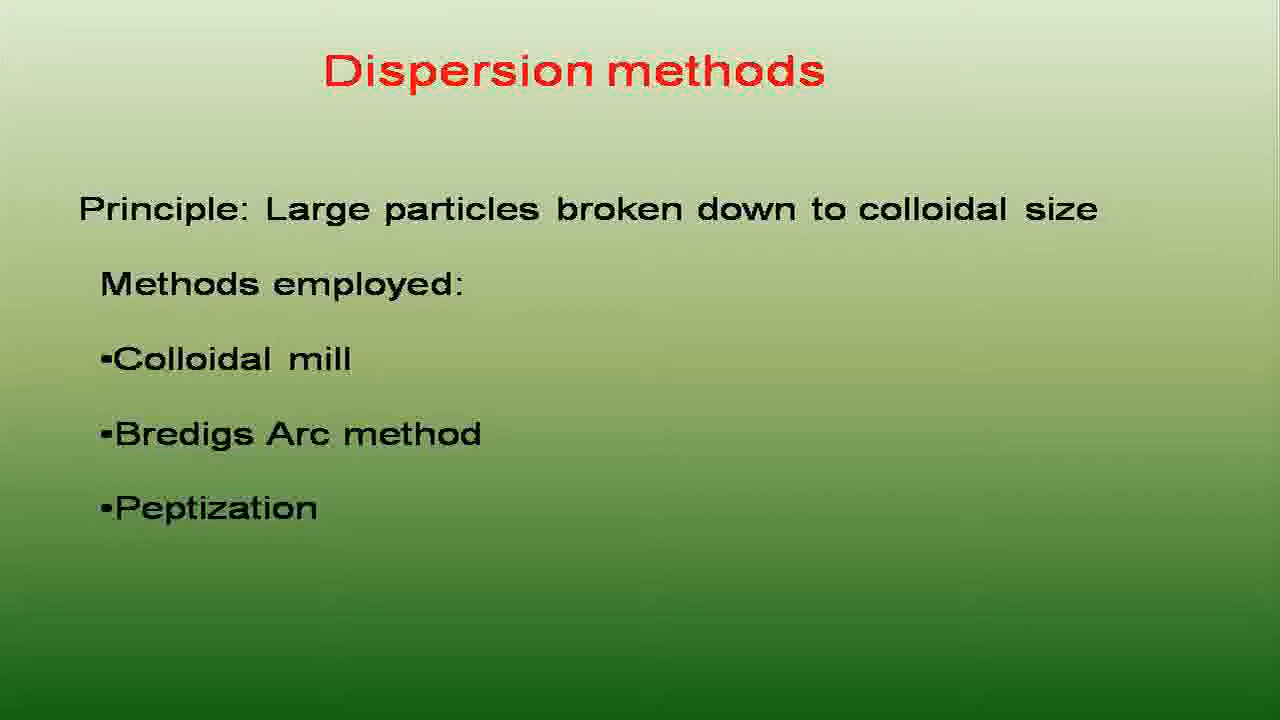 Dispersion methods
Principle: Large particles broken down to colloidal size
Methods employed:
▪Colloidal mill
▪Bredigs Arc method
▪Peptization